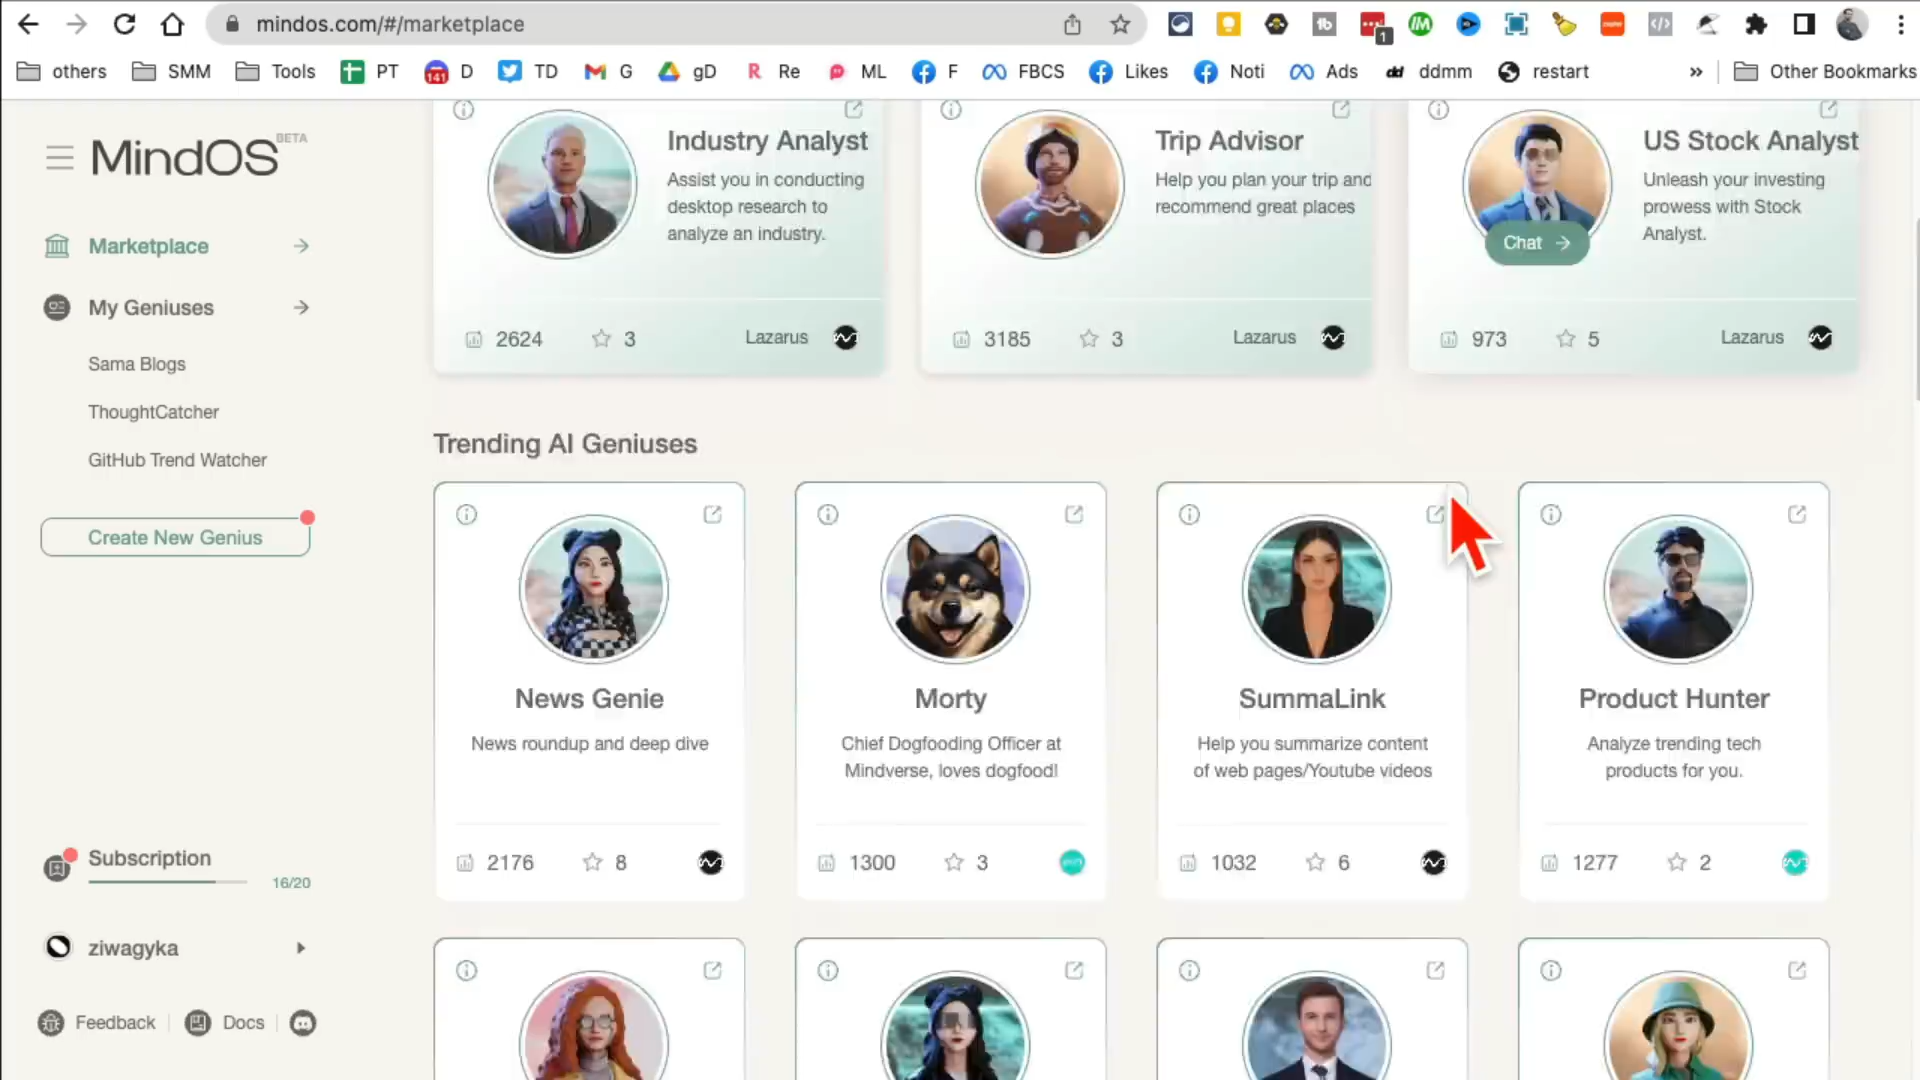 mindos.com/#/marketplace
1
others
SMM
Tools
PT
141
D
TD
G
gD
Re
ML
F
FBCS
Likes
Noti
Ads
dd
ddmm
restart
»
Other Bookmarks
MindOS
BETA
Marketplace
My Geniuses
Sama Blogs
ThoughtCatcher
GitHub Trend Watcher
Create New Genius
Subscription
16/20
ziwagyka
Feedback
Docs
Industry Analyst
Assist you in conducting
desktop research to
analyze an industry.
2624
3
Lazarus
Trip Advisor
Help you plan your trip and
recommend great places
3185
3
Lazarus
US Stock Analyst
Unleash your investing
prowess with Stock
Analyst.
Chat
973
5
Lazarus
Trending AI Geniuses
News Genie
News roundup and deep dive
2176
8
Morty
Chief Dogfooding Officer at
Mindverse, loves dogfood!
1300
3
SummaLink
Help you summarize content
of web pages/Youtube videos
1032
6
Product Hunter
Analyze trending tech
products for you.
1277
2